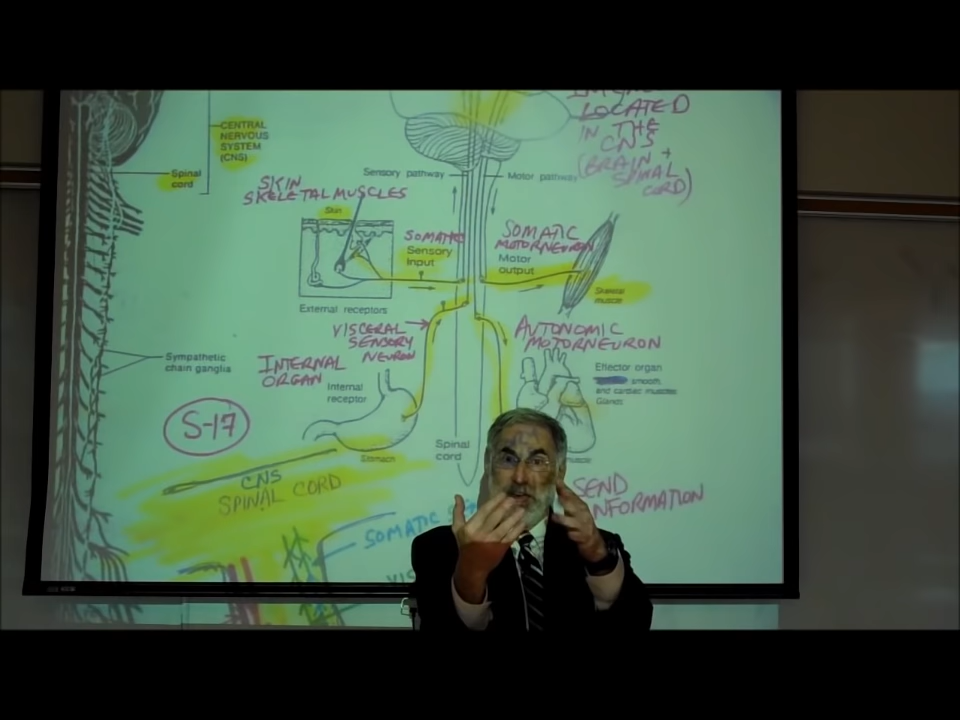 LOCATED
IN THE
CNS
(BRAIN +
SPINAL
CORD)
CENTRAL
NERVOUS
SYSTEM
(CNS)
Spinal
cord
Sensory pathway
Motor pathway
SKIN
SKELETAL MUSCLES
Skin
SOMATIC
Sensory
input
SOMATIC
MOTORNEURON
Motor
output
Skeletal
muscle
External receptors
VISCERAL
SENSORY
NEURON
AUTONOMIC
MOTORNEURON
Sympathetic
chain ganglia
INTERNAL
ORGAN
Internal
receptor
Effector organ
smooth
and cardiac muscles
Glands
S-17
Stomach
Spinal
cord
muscle
CNS
SPINAL CORD
SEND
INFORMATION
SOMATIC